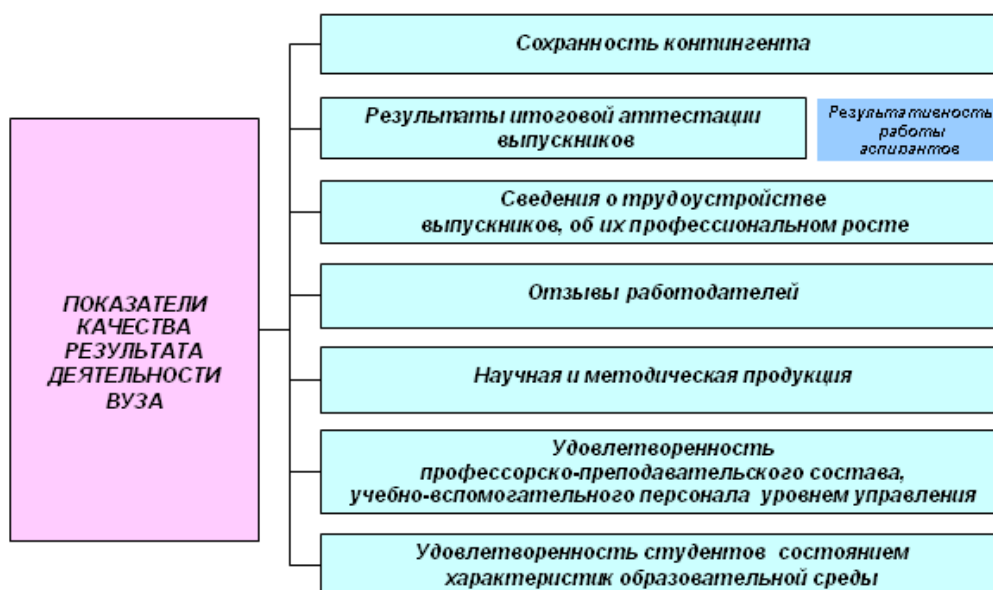 ПОКАЗАТЕЛИ
КАЧЕСТВА
РЕЗУЛЬТАТА
ДЕЯТЕЛЬНОСТИ
ВУЗА
Сохранность контингента
Результаты итоговой аттестации
выпускников
Результативность
работы
аспирантов
Сведения о трудоустройстве
выпускников, об их профессиональном росте
Отзывы работодателей
Научная и методическая продукция
Удовлетворенность
профессорско-преподавательского состава,
учебно-вспомогательного персонала уровнем управления
Удовлетворенность студентов состоянием
характеристик образовательной среды